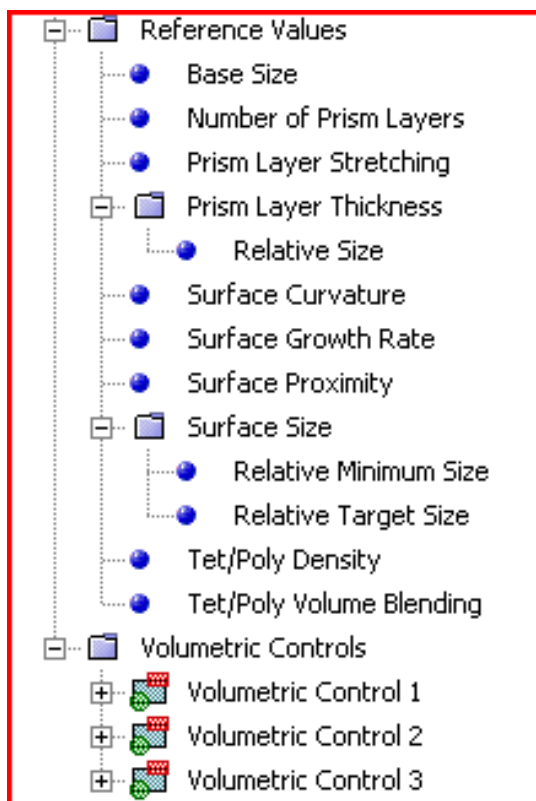 Reference Values
Base Size
Number of Prism Layers
Prism Layer Stretching
Prism Layer Thickness
Relative Size
Surface Curvature
Surface Growth Rate
Surface Proximity
Surface Size
Relative Minimum Size
Relative Target Size
Tet/Poly Density
Tet/Poly Volume Blending
Volumetric Controls
Volumetric Control 1
Volumetric Control 2
Volumetric Control 3